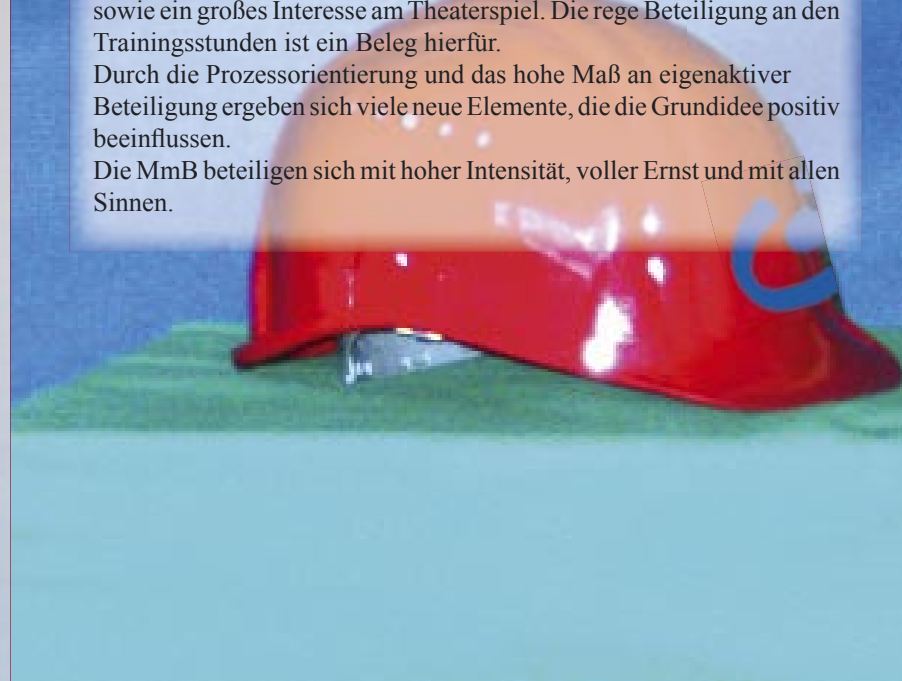 sowie ein großes Interesse am Theaterspiel. Die rege Beteiligung an den
Trainingsstunden ist ein Beleg hierfür.
Durch die Prozessorientierung und das hohe Maß an eigenaktiver
Beteiligung ergeben sich viele neue Elemente, die die Grundidee positiv
beeinflussen.
Die MmB beteiligen sich mit hoher Intensität, voller Ernst und mit allen
Sinnen.